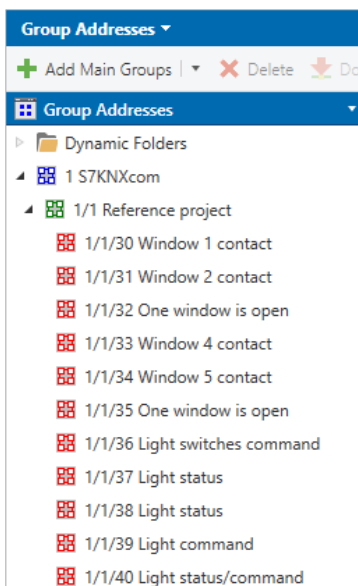 Group Addresses
Add Main Groups Delete
Group Addresses
Dynamic Folders
1 S7KNXcom
1/1 Reference project
1/1/30 Window 1 contact
1/1/31 Window 2 contact
1/1/32 One window is open
1/1/33 Window 4 contact
1/1/34 Window 5 contact
1/1/35 One window is open
1/1/36 Light switches command
1/1/37 Light status
1/1/38 Light status
1/1/39 Light command
1/1/40 Light status/command